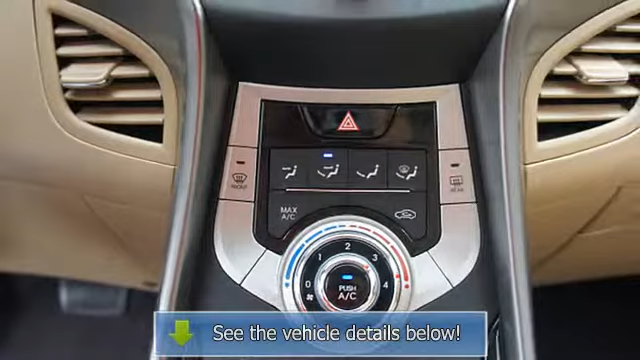 FRONT
REAR
MAX
A/C
2
1
3
0
4
PUSH
A/C
See the vehicle details below!